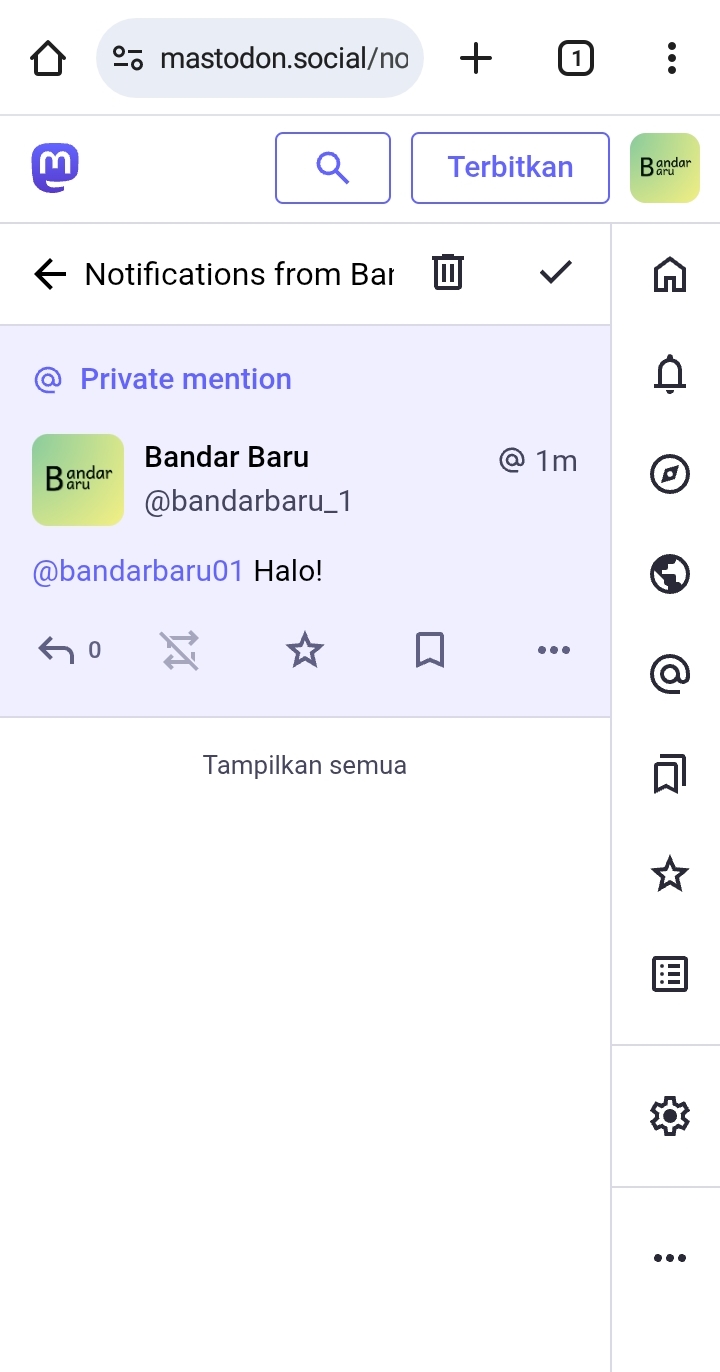 mastodon.social/no
1
Terbitkan
Bandar Baru
Notifications from Bar
Private mention
Bandar Baru
Bandar Baru
@ 1m
@bandarbaru_1
@bandarbaru01 Halo!
0
Tampilkan semua